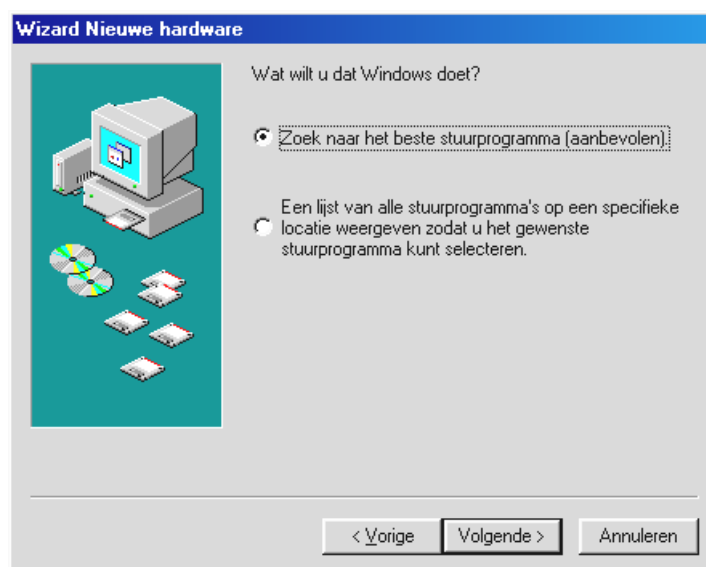 Wizard Nieuwe hardware
Wat wilt u dat Windows doet?
Zoek naar het beste stuurprogramma (aanbevolen).
Een lijst van alle stuurprogramma's op een specifieke
locatie weergeven zodat u het gewenste
stuurprogramma kunt selecteren.
< Vorige
Volgende >
Annuleren